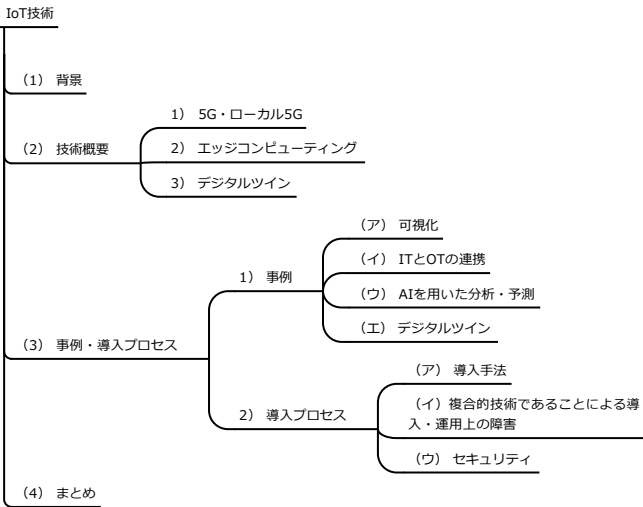 IoT技術
（1） 背景
（2） 技術概要
1） 5G・ローカル5G
2） エッジコンピューティング
3） デジタルツイン
（3） 事例・導入プロセス
1） 事例
（ア） 可視化
（イ） ITとOTの連携
（ウ） AIを用いた分析・予測
（エ） デジタルツイン
2） 導入プロセス
（ア） 導入手法
（イ）複合的技術であることによる導
入・運用上の障害
（ウ） セキュリティ
（4） まとめ